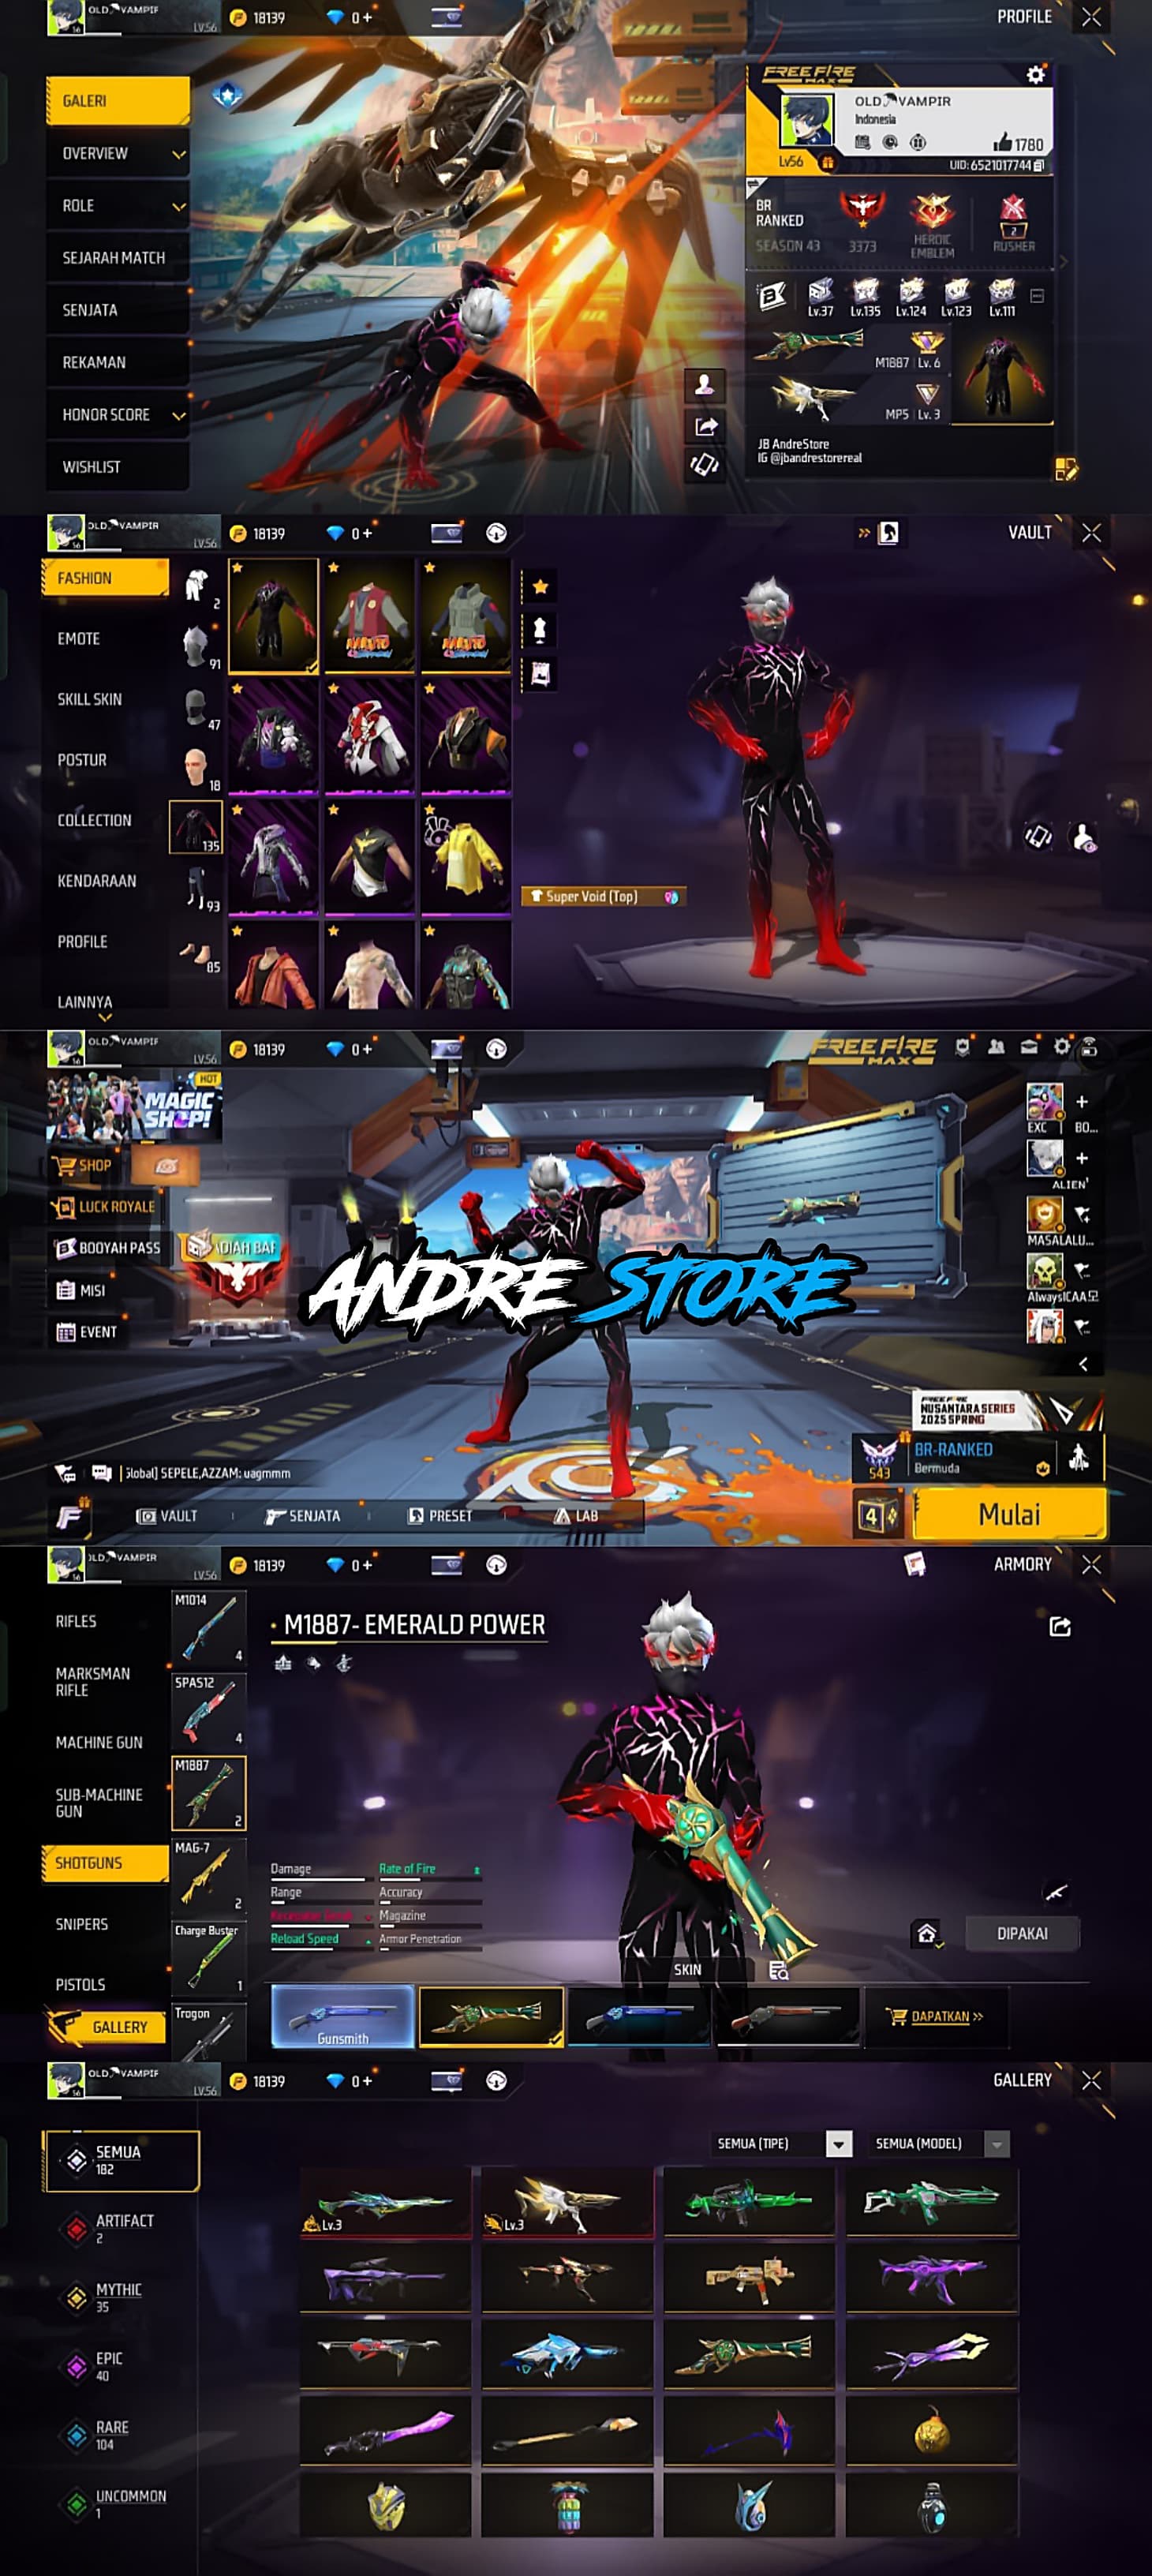 OLD VAMPIR
LV.56
18139
0 +
PROFILE
GALERI
OVERVIEW
ROLE
SEJARAH MATCH
SENJATA
REKAMAN
HONOR SCORE
WISHLIST
FREE FIRE
MAX
OLD VAMPIR
Indonesia
1780
Lv56
UID:6521017744
BR
RANKED
SEASON 43
3373
HEROIC
EMBLEM
2
RUSHER
Lv.37
Lv.135
Lv.124
Lv.123
Lv.111
M1887 Lv. 6
MP5 Lv. 3
JB AndreStore
IG @jbandrestorereal
OLD VAMPIR
56
LV.56
18139
0 +
VAULT
FASHION
EMOTE
SKILL SKIN
POSTUR
COLLECTION
KENDARAAN
PROFILE
LAINNYA
2
91
47
18
135
93
85
NARUTO
NARUTO
Super Void (Top)
OLD VAMPIR
56
LV.56
18139
0 +
FREE FIRE
MAX
HOT
MAGIC
SHOP!
SHOP
LUCK ROYALE
BOOYAH PASS
MISI
EVENT
ANDRE STORE
EXC
BO...
ALIEN'
MASALALU...
AlwaysICAA
FREE FIRE
NUSANTARA SERIES
2025 SPRING
S43
BR-RANKED
Bermuda
4
Mulai
SEPELE,AZZAM: uagmmm
VAULT
SENJATA
PRESET
LAB
OLD VAMPIR
56
LV.56
18139
0 +
ARMORY
RIFLES
MARKSMAN
RIFLE
MACHINE GUN
SUB-MACHINE
GUN
SHOTGUNS
SNIPERS
PISTOLS
GALLERY
M1014
4
SPAS12
4
M1887
2
MAG-7
2
Charge Buster
1
Trogon
M1887- EMERALD POWER
Damage
Rate of Fire
Range
Accuracy
Magazine
Reload Speed
Armor Penetration
SKIN
DIPAKAI
Gunsmith
DAPATKAN
OLD VAMPIR
56
LV.56
18139
0 +
GALLERY
SEMUA
182
ARTIFACT
2
MYTHIC
35
EPIC
40
RARE
104
UNCOMMON
1
SEMUA (TIPE)
SEMUA (MODEL)
Lv.3
Lv.3